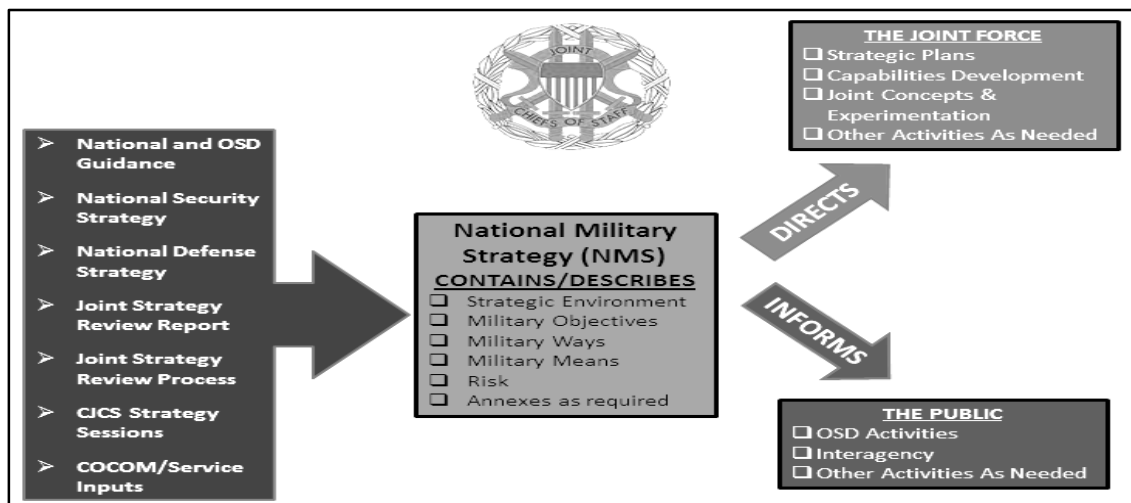 JOINT
CHIEFS OF STAFF
THE JOINT FORCE
Strategic Plans
Capabilities Development
Joint Concepts &
Experimentation
Other Activities As Needed
National and OSD
Guidance
National Security
Strategy
National Defense
Strategy
Joint Strategy
Review Report
Joint Strategy
Review Process
CJCS Strategy
Sessions
COCOM/Service
Inputs
National Military
Strategy (NMS)
CONTAINS/DESCRIBES
Strategic Environment
Military Objectives
Military Ways
Military Means
Risk
Annexes as required
DIRECTS
INFORMS
THE PUBLIC
OSD Activities
Interagency
Other Activities As Needed